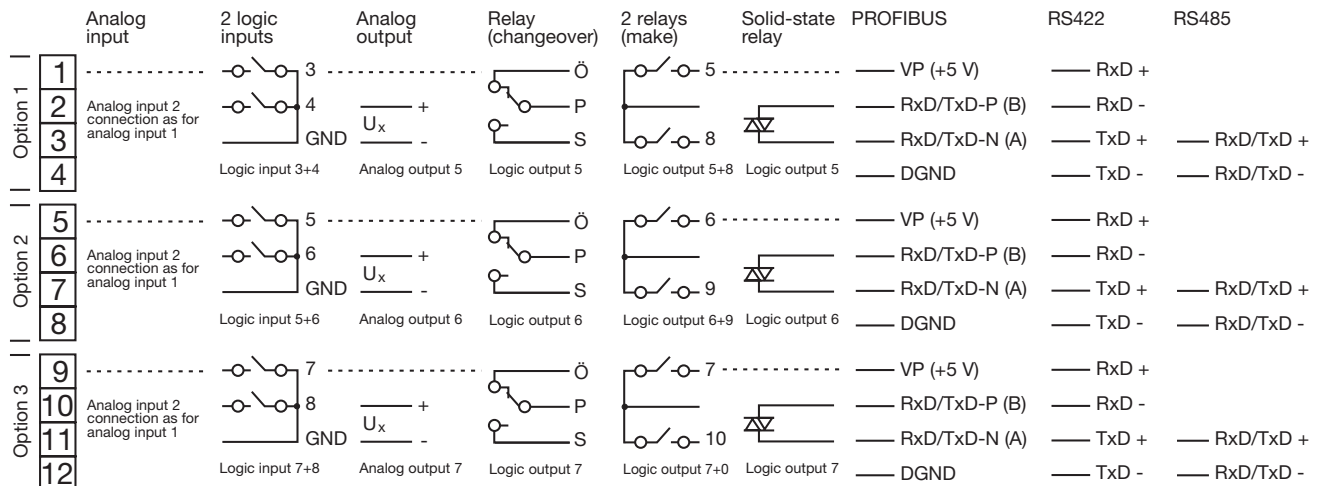 Analog input 2 logic inputs Analog output Relay (changeover) 2 relays (make) Solid-state relay PROFIBUS RS422 RS485
Option 1
1 3 Ö 5 VP (+5 V) RxD +
2 Analog input 2 connection as for analog input 1 4 Ux + P RxD/TxD-P (B) RxD -
3 GND - S 8 RxD/TxD-N (A) TxD + RxD/TxD +
4 Logic input 3+4 Analog output 5 Logic output 5 Logic output 5+8 Logic output 5 DGND TxD - RxD/TxD -
Option 2
5 5 Ö 6 VP (+5 V) RxD +
6 Analog input 2 connection as for analog input 1 6 Ux + P RxD/TxD-P (B) RxD -
7 GND - S 9 RxD/TxD-N (A) TxD + RxD/TxD +
8 Logic input 5+6 Analog output 6 Logic output 6 Logic output 6+9 Logic output 6 DGND TxD - RxD/TxD -
Option 3
9 7 Ö 7 VP (+5 V) RxD +
10 Analog input 2 connection as for analog input 1 8 Ux + P RxD/TxD-P (B) RxD -
11 GND - S 10 RxD/TxD-N (A) TxD + RxD/TxD +
12 Logic input 7+8 Analog output 7 Logic output 7 Logic output 7+0 Logic output 7 DGND TxD - RxD/TxD -